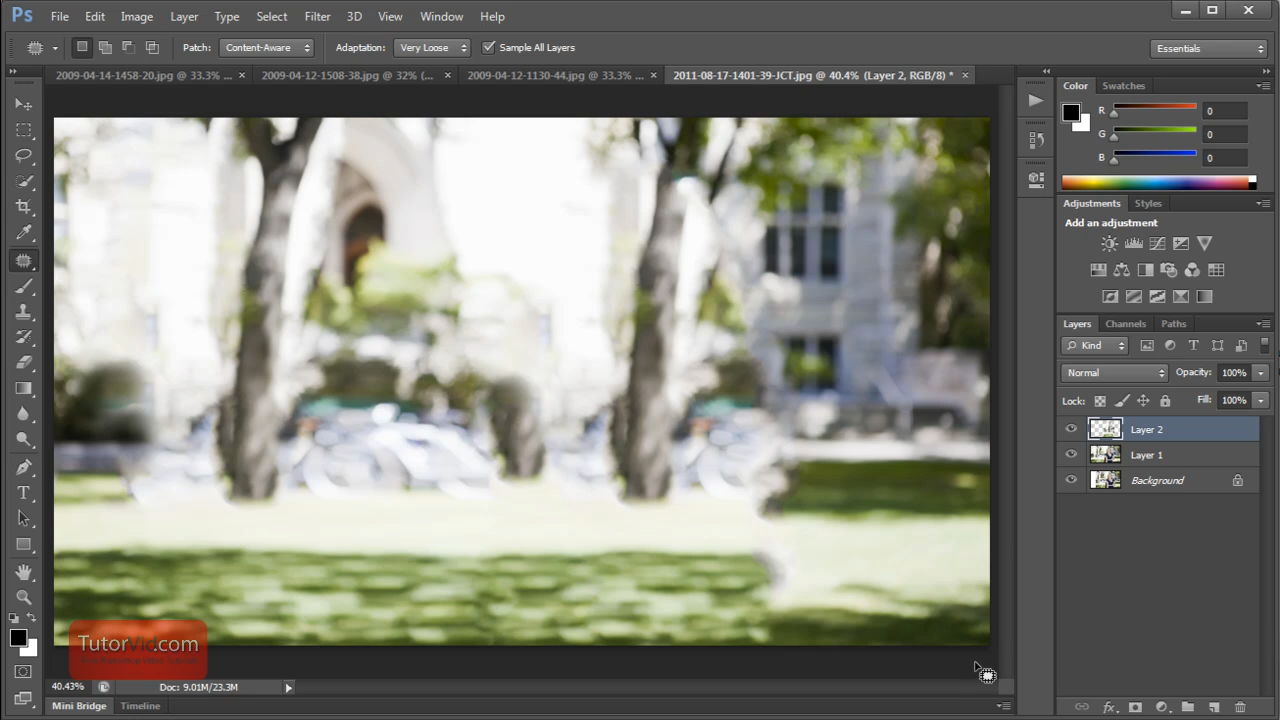 Ps File Edit Image Layer Type Select Filter 3D View Window Help
Patch: Content-Aware Adaptation: Very Loose Sample All Layers Essentials
2009-04-14-1458-20.jpg @ 33.3% ... × 2009-04-12-1508-38.jpg @ 32% (... × 2009-04-12-1130-44.jpg @ 33.3% ... × 2011-08-17-1401-39-JCT.jpg @ 40.4% (Layer 2, RGB/8) * ×
Color Swatches
R 0
G 0
B 0
Adjustments Styles
Add an adjustment
Layers Channels Paths
Kind
Normal Opacity: 100%
Lock: Fill: 100%
Layer 2
Layer 1
Background
TutorVid.com
40.43% Doc: 9.01M/23.3M
Mini Bridge Timeline